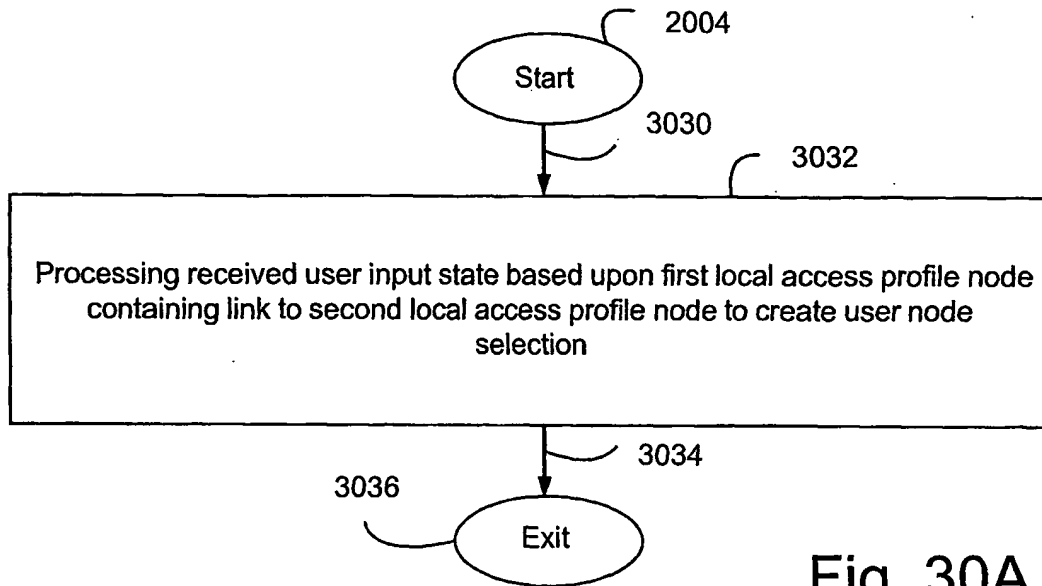 2004
Start
3030
3032
Processing received user input state based upon first local access profile node
containing link to second local access profile node to create user node
selection
3034
3036
Exit
Fig. 30A